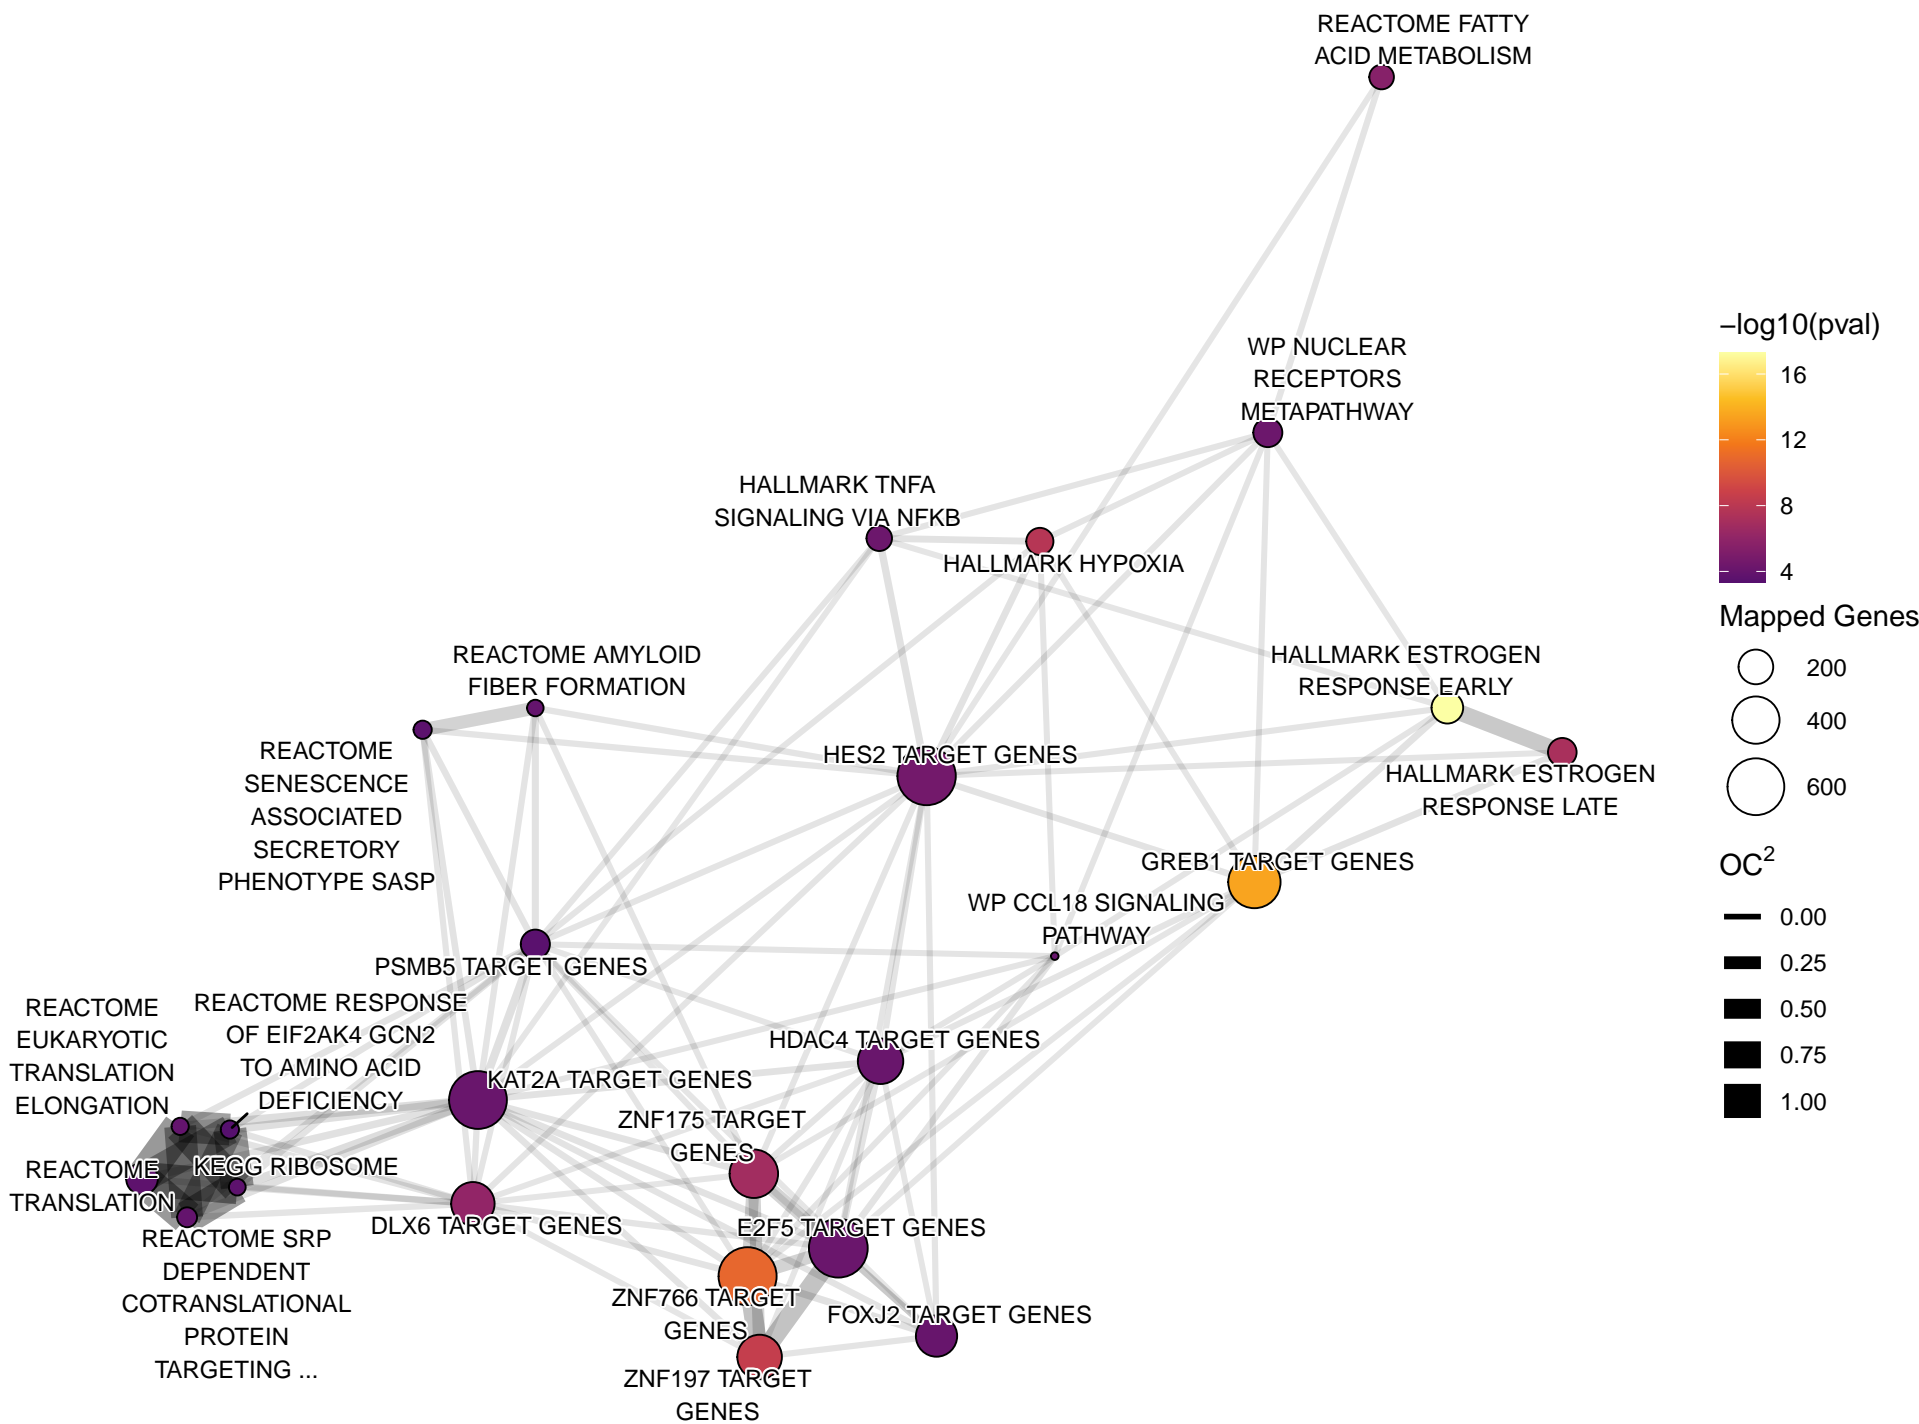 REACTOME FATTY
ACID METABOLISM
WP NUCLEAR
RECEPTORS
METAPATHWAY
HALLMARK TNFA
SIGNALING VIA NFKB
HALLMARK HYPOXIA
REACTOME AMYLOID
FIBER FORMATION
HALLMARK ESTROGEN
RESPONSE EARLY
REACTOME
SENESCENCE
ASSOCIATED
SECRETORY
PHENOTYPE SASP
HES2 TARGET GENES
HALLMARK ESTROGEN
RESPONSE LATE
GREB1 TARGET GENES
WP CCL18 SIGNALING
PATHWAY
PSMB5 TARGET GENES
REACTOME
EUKARYOTIC
TRANSLATION
ELONGATION
REACTOME RESPONSE
OF EIF2AK4 GCN2
TO AMINO ACID
DEFICIENCY
HDAC4 TARGET GENES
KAT2A TARGET GENES
ZNF175 TARGET
GENES
REACTOME
TRANSLATION
KEGG RIBOSOME
DLX6 TARGET GENES
E2F5 TARGET GENES
REACTOME SRP
DEPENDENT
COTRANSLATIONAL
PROTEIN
TARGETING ...
ZNF766 TARGET
GENES
FOXJ2 TARGET GENES
ZNF197 TARGET
GENES
−log10(pval)
16
12
8
4
Mapped Genes
200
400
600
OC²
0.00
0.25
0.50
0.75
1.00